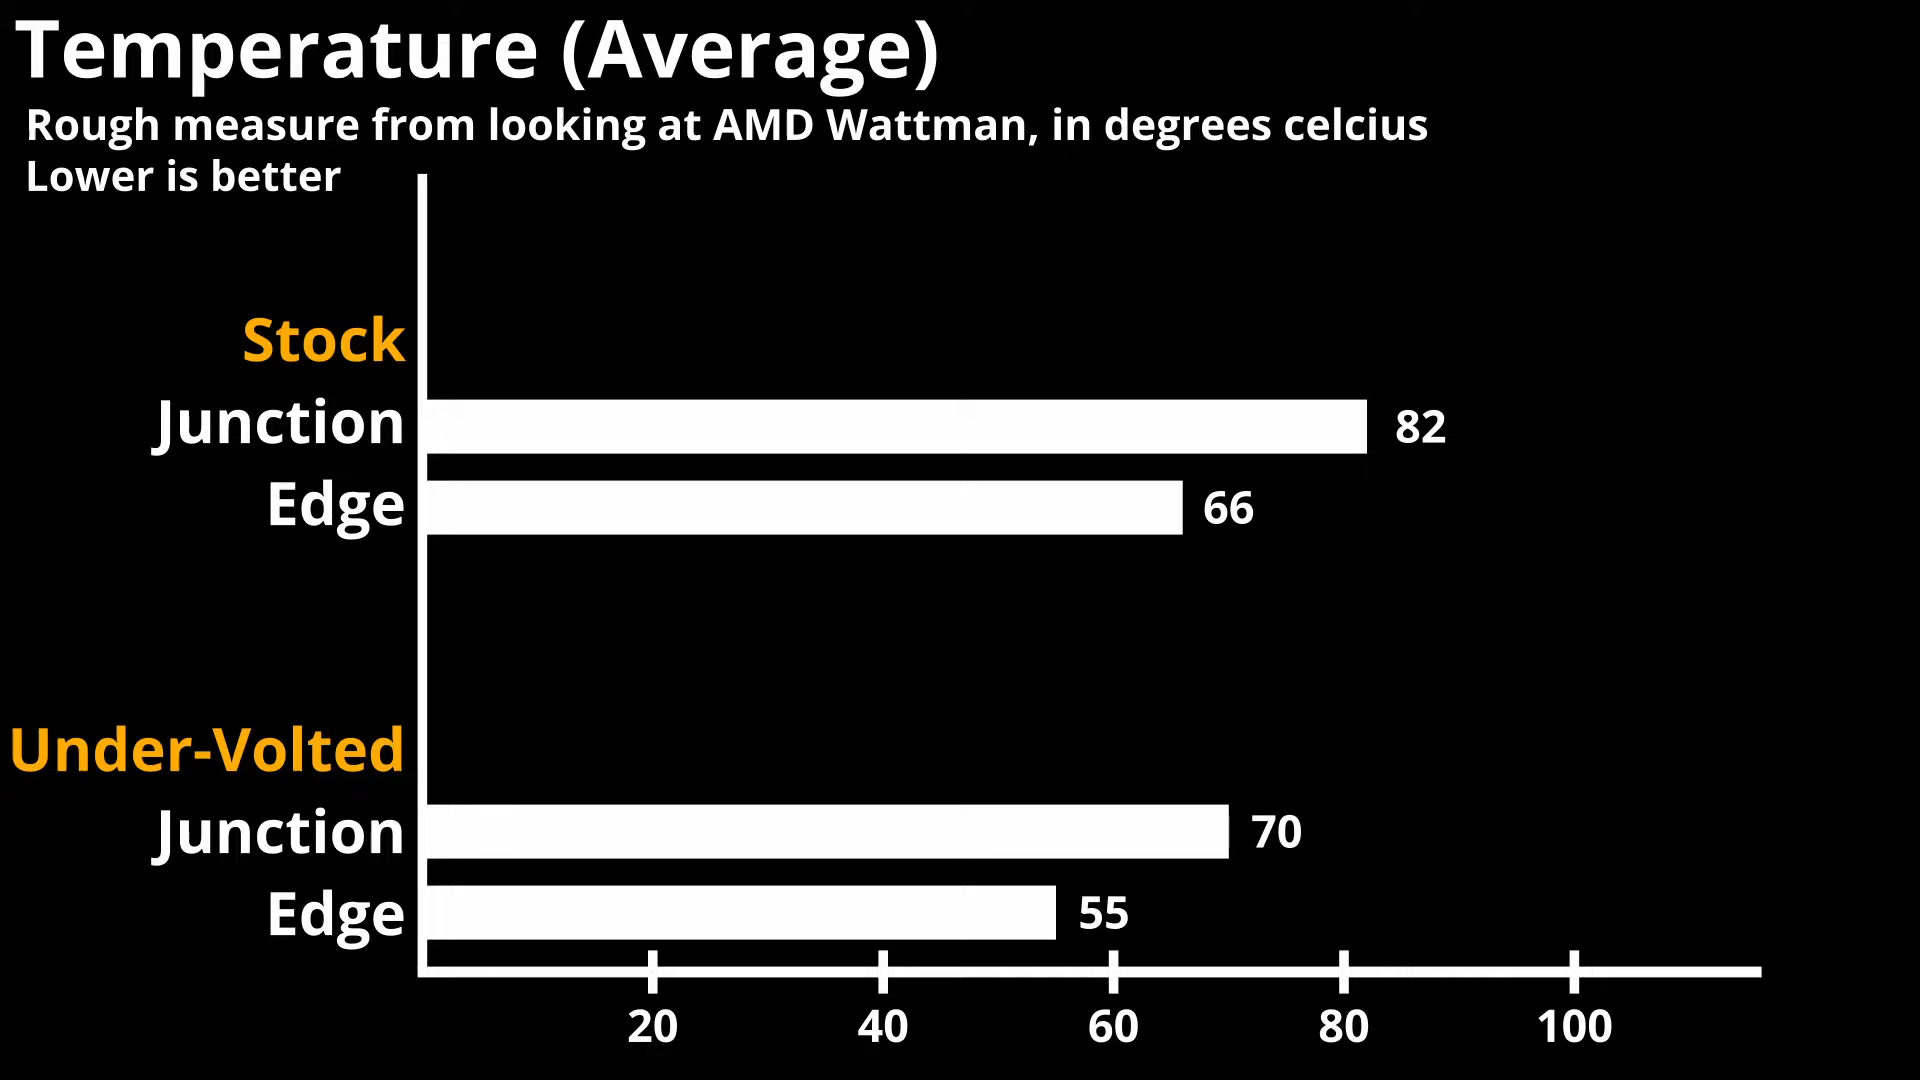 Temperature (Average)
Rough measure from looking at AMD Wattman, in degrees celcius
Lower is better
Stock
Junction 82
Edge 66
Under-Volted
Junction 70
Edge 55
20 40 60 80 100